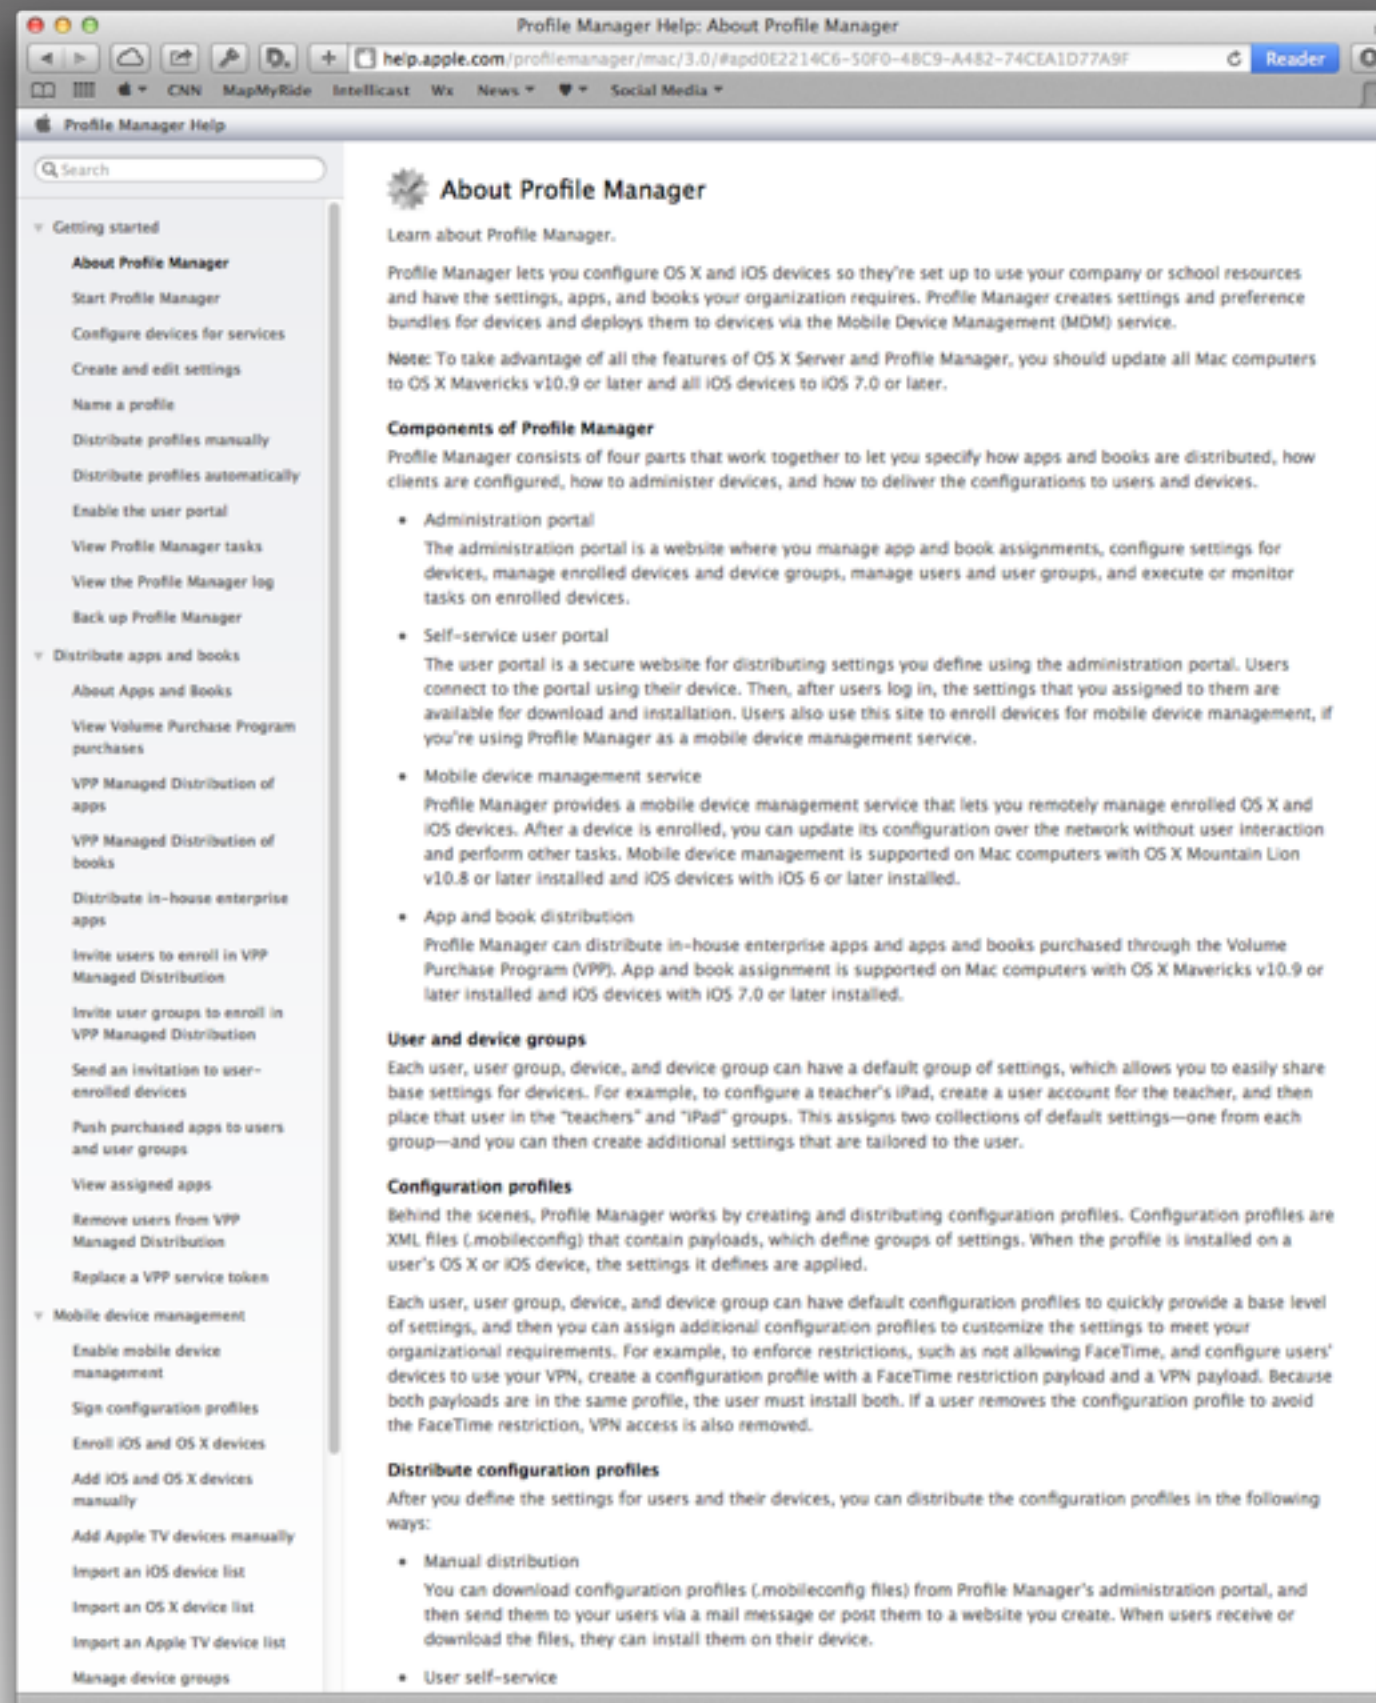 Profile Manager Help: About Profile Manager
D.
+
help.apple.com/profilemanager/mac/3.0/#apd0E2214C6-50F0-48C9-A482-74CEA1D77A9F
Reader
CNN MapMyRide Intellicast Wx News Social Media
Profile Manager Help
Search
Getting started
About Profile Manager
Start Profile Manager
Configure devices for services
Create and edit settings
Name a profile
Distribute profiles manually
Distribute profiles automatically
Enable the user portal
View Profile Manager tasks
View the Profile Manager log
Back up Profile Manager
Distribute apps and books
About Apps and Books
View Volume Purchase Program
purchases
VPP Managed Distribution of
apps
VPP Managed Distribution of
books
Distribute in-house enterprise
apps
Invite users to enroll in VPP
Managed Distribution
Invite user groups to enroll in
VPP Managed Distribution
Send an invitation to user-
enrolled devices
Push purchased apps to users
and user groups
View assigned apps
Remove users from VPP
Managed Distribution
Replace a VPP service token
Mobile device management
Enable mobile device
management
Sign configuration profiles
Enroll iOS and OS X devices
Add iOS and OS X devices
manually
Add Apple TV devices manually
Import an iOS device list
Import an OS X device list
Import an Apple TV device list
Manage device groups
About Profile Manager
Learn about Profile Manager.
Profile Manager lets you configure OS X and iOS devices so they're set up to use your company or school resources
and have the settings, apps, and books your organization requires. Profile Manager creates settings and preference
bundles for devices and deploys them to devices via the Mobile Device Management (MDM) service.
Note: To take advantage of all the features of OS X Server and Profile Manager, you should update all Mac computers
to OS X Mavericks v10.9 or later and all iOS devices to iOS 7.0 or later.
Components of Profile Manager
Profile Manager consists of four parts that work together to let you specify how apps and books are distributed, how
clients are configured, how to administer devices, and how to deliver the configurations to users and devices.
• Administration portal
The administration portal is a website where you manage app and book assignments, configure settings for
devices, manage enrolled devices and device groups, manage users and user groups, and execute or monitor
tasks on enrolled devices.
• Self-service user portal
The user portal is a secure website for distributing settings you define using the administration portal. Users
connect to the portal using their device. Then, after users log in, the settings that you assigned to them are
available for download and installation. Users also use this site to enroll devices for mobile device management, if
you're using Profile Manager as a mobile device management service.
• Mobile device management service
Profile Manager provides a mobile device management service that lets you remotely manage enrolled OS X and
iOS devices. After a device is enrolled, you can update its configuration over the network without user interaction
and perform other tasks. Mobile device management is supported on Mac computers with OS X Mountain Lion
v10.8 or later installed and iOS devices with iOS 6 or later installed.
• App and book distribution
Profile Manager can distribute in-house enterprise apps and apps and books purchased through the Volume
Purchase Program (VPP). App and book assignment is supported on Mac computers with OS X Mavericks v10.9 or
later installed and iOS devices with iOS 7.0 or later installed.
User and device groups
Each user, user group, device, and device group can have a default group of settings, which allows you to easily share
base settings for devices. For example, to configure a teacher's iPad, create a user account for the teacher, and then
place that user in the "teachers" and "iPad" groups. This assigns two collections of default settings—one from each
group—and you can then create additional settings that are tailored to the user.
Configuration profiles
Behind the scenes, Profile Manager works by creating and distributing configuration profiles. Configuration profiles are
XML files (.mobileconfig) that contain payloads, which define groups of settings. When the profile is installed on a
user's OS X or iOS device, the settings it defines are applied.
Each user, user group, device, and device group can have default configuration profiles to quickly provide a base level
of settings, and then you can assign additional configuration profiles to customize the settings to meet your
organizational requirements. For example, to enforce restrictions, such as not allowing FaceTime, and configure users'
devices to use your VPN, create a configuration profile with a FaceTime restriction payload and a VPN payload. Because
both payloads are in the same profile, the user must install both. If a user removes the configuration profile to avoid
the FaceTime restriction, VPN access is also removed.
Distribute configuration profiles
After you define the settings for users and their devices, you can distribute the configuration profiles in the following
ways:
• Manual distribution
You can download configuration profiles (.mobileconfig files) from Profile Manager's administration portal, and
then send them to your users via a mail message or post them to a website you create. When users receive or
download the files, they can install them on their device.
• User self-service